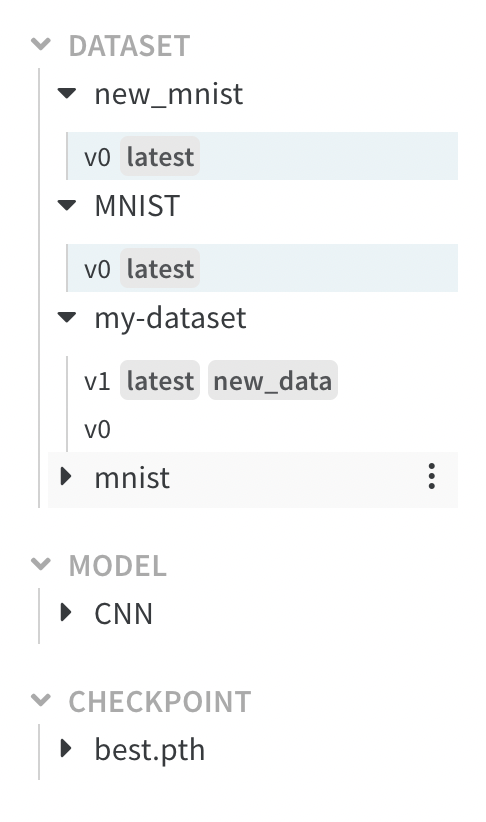 DATASET
new_mnist
v0 latest
MNIST
v0 latest
my-dataset
v1 latest new_data
v0
mnist
MODEL
CNN
CHECKPOINT
best.pth